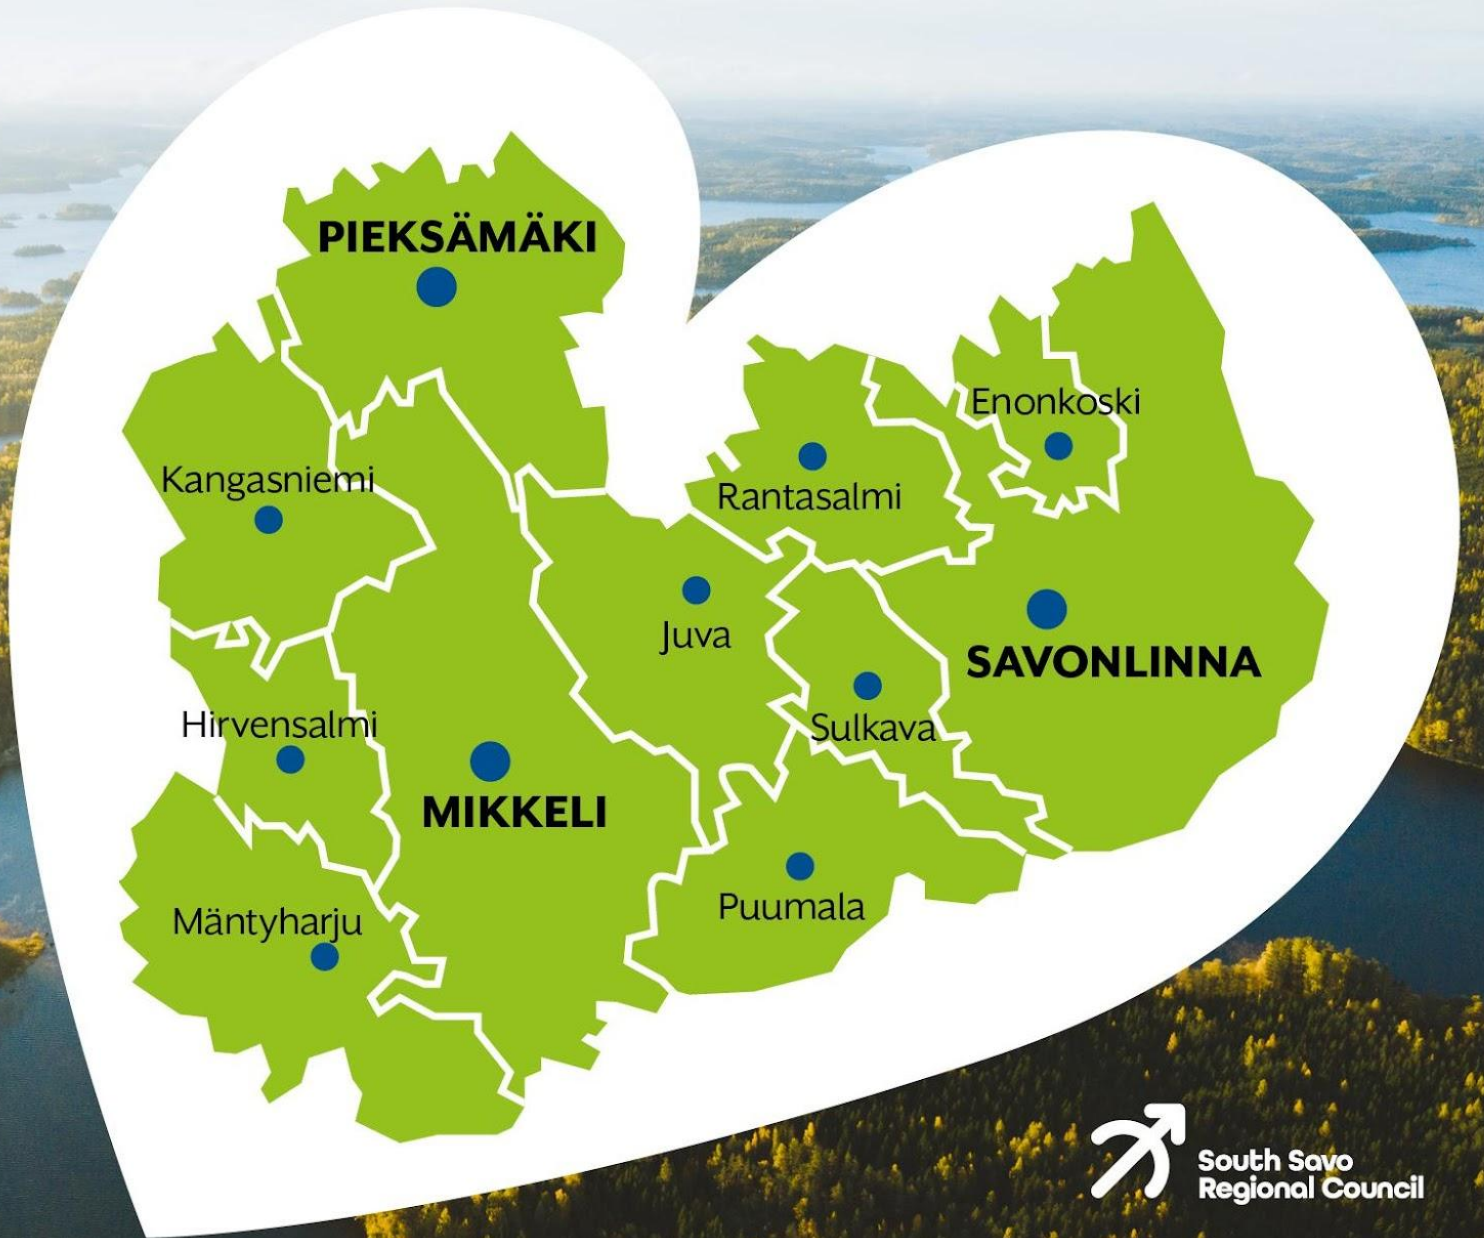 PIEKSÄMÄKI
Enonkoski
Kangasniemi
Rantasalmi
Juva
SAVONLINNA
Hirvensalmi
Sulkava
MIKKELI
Puumala
Mäntyharju
South Savo
Regional Council